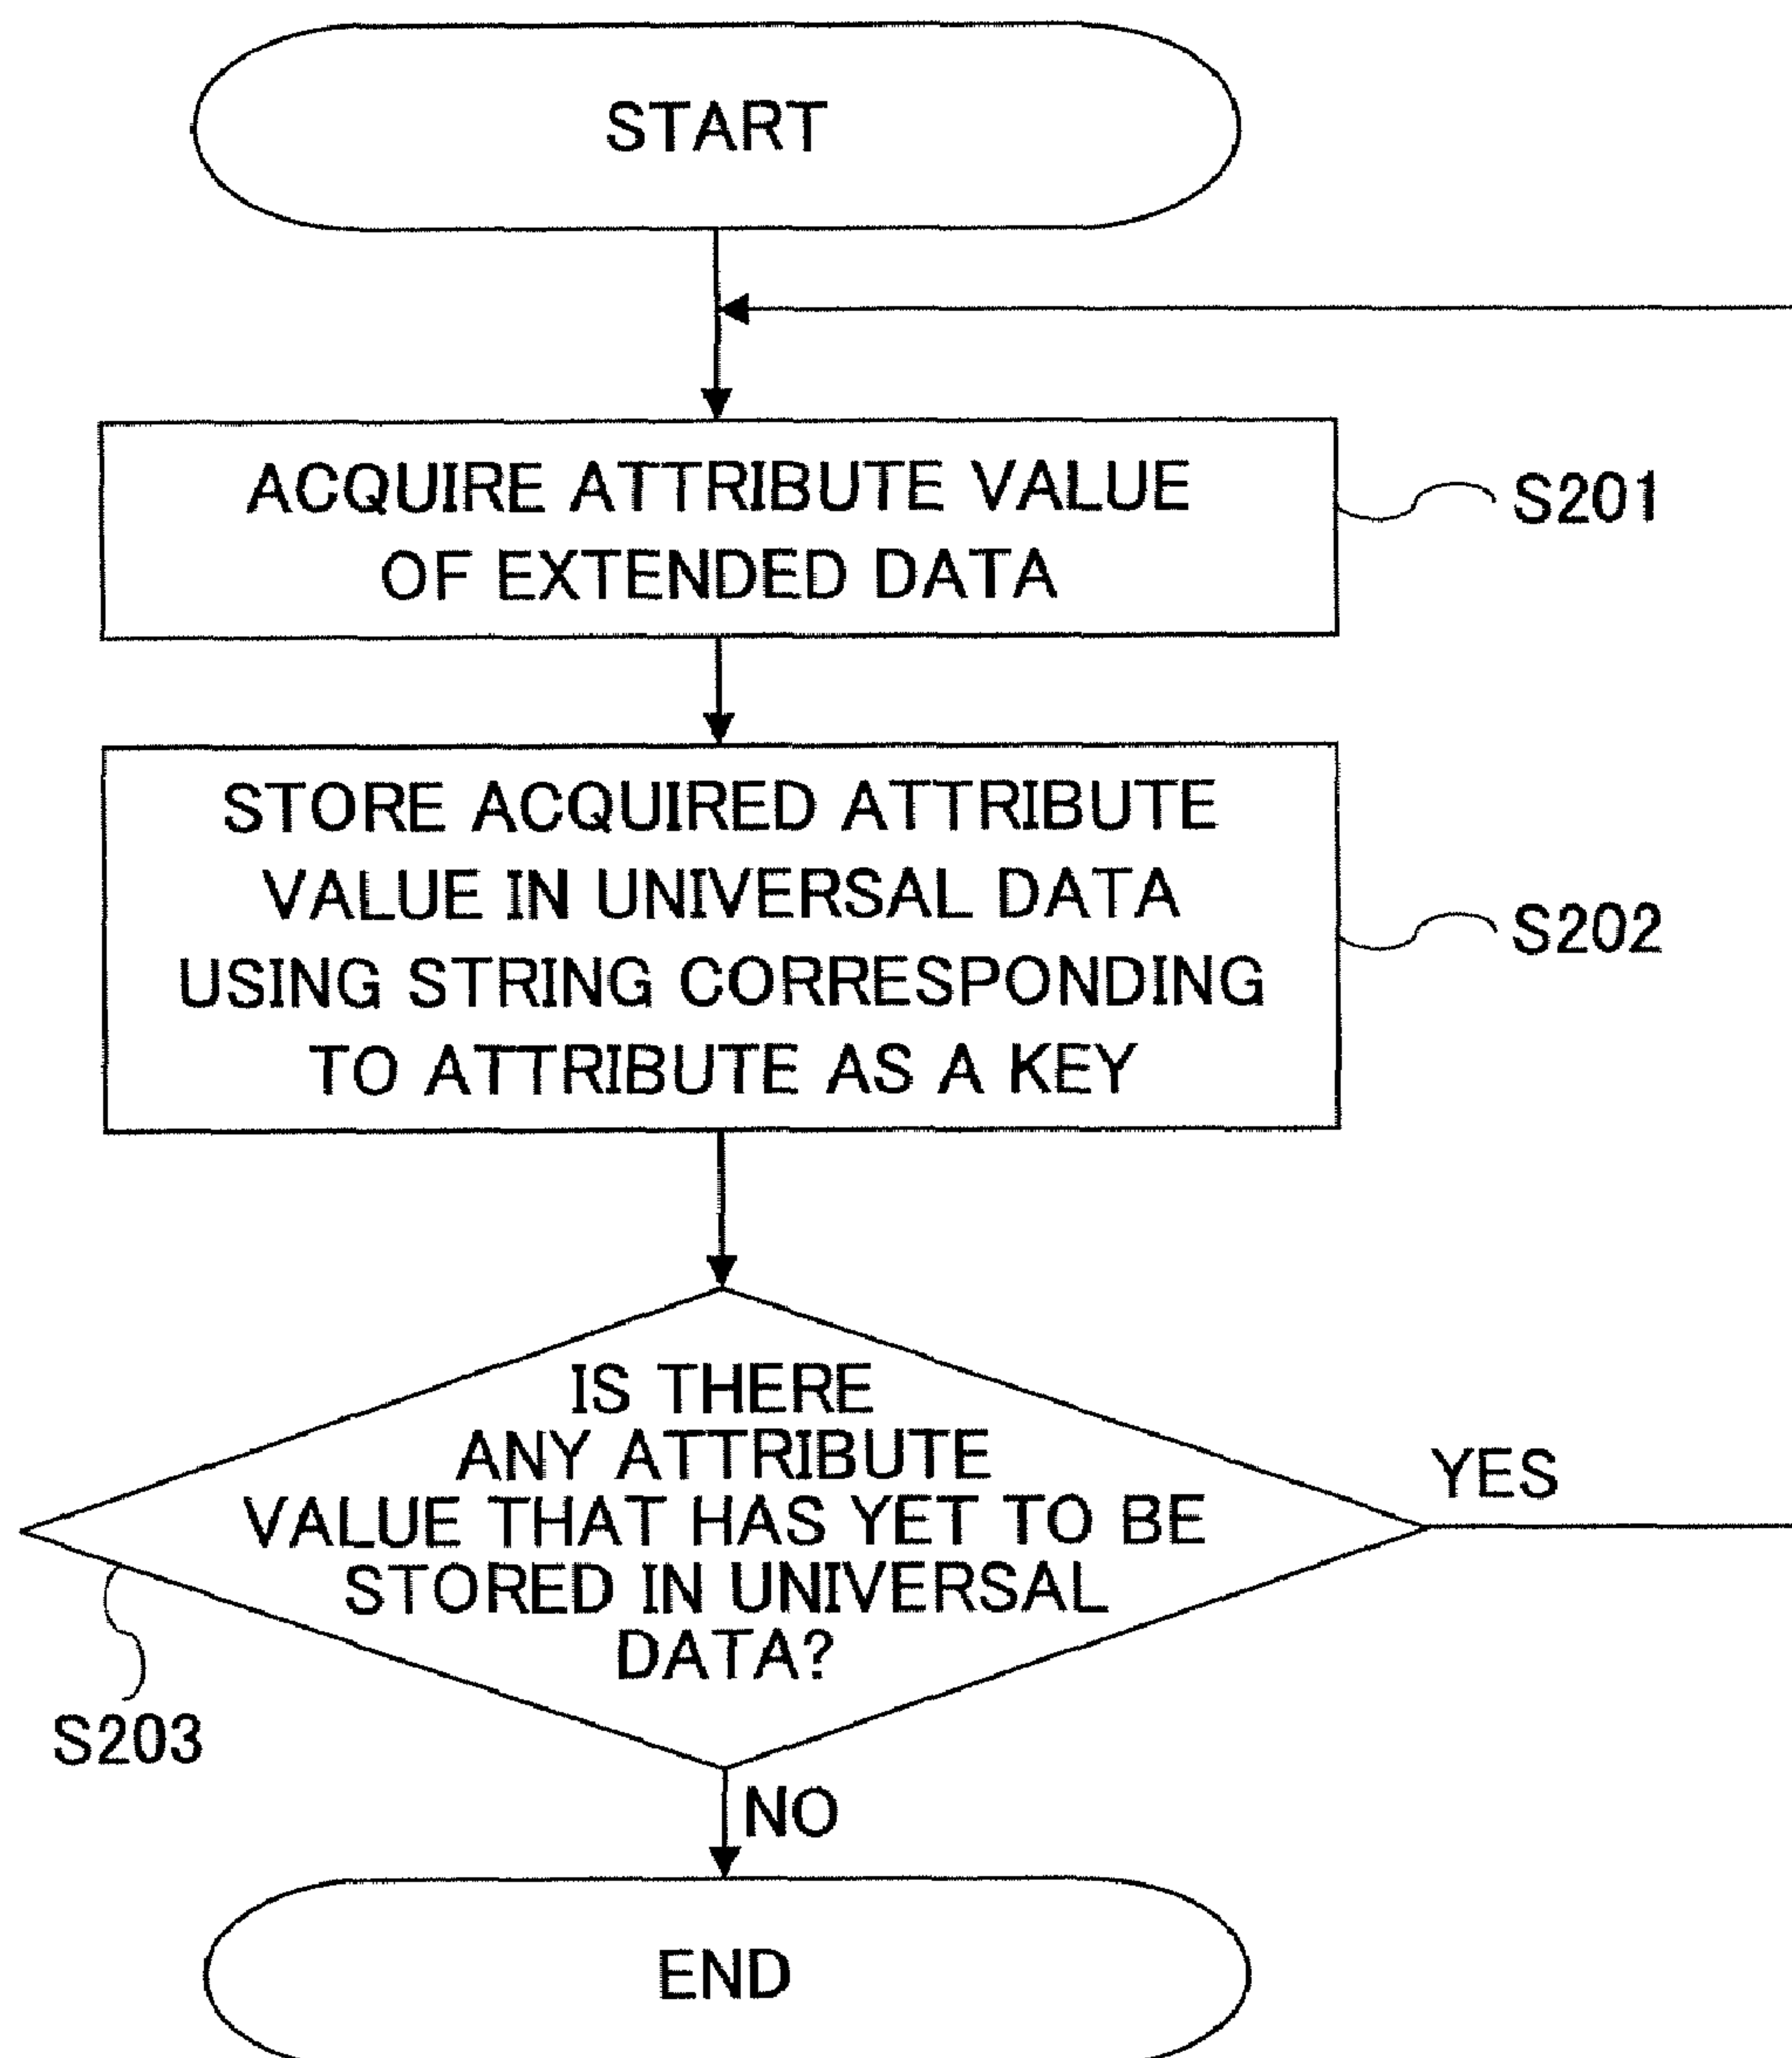 START
ACQUIRE ATTRIBUTE VALUE
OF EXTENDED DATA
S201
STORE ACQUIRED ATTRIBUTE
VALUE IN UNIVERSAL DATA
USING STRING CORRESPONDING
TO ATTRIBUTE AS A KEY
S202
IS THERE
ANY ATTRIBUTE
VALUE THAT HAS YET TO BE
STORED IN UNIVERSAL
DATA?
YES
S203
NO
END